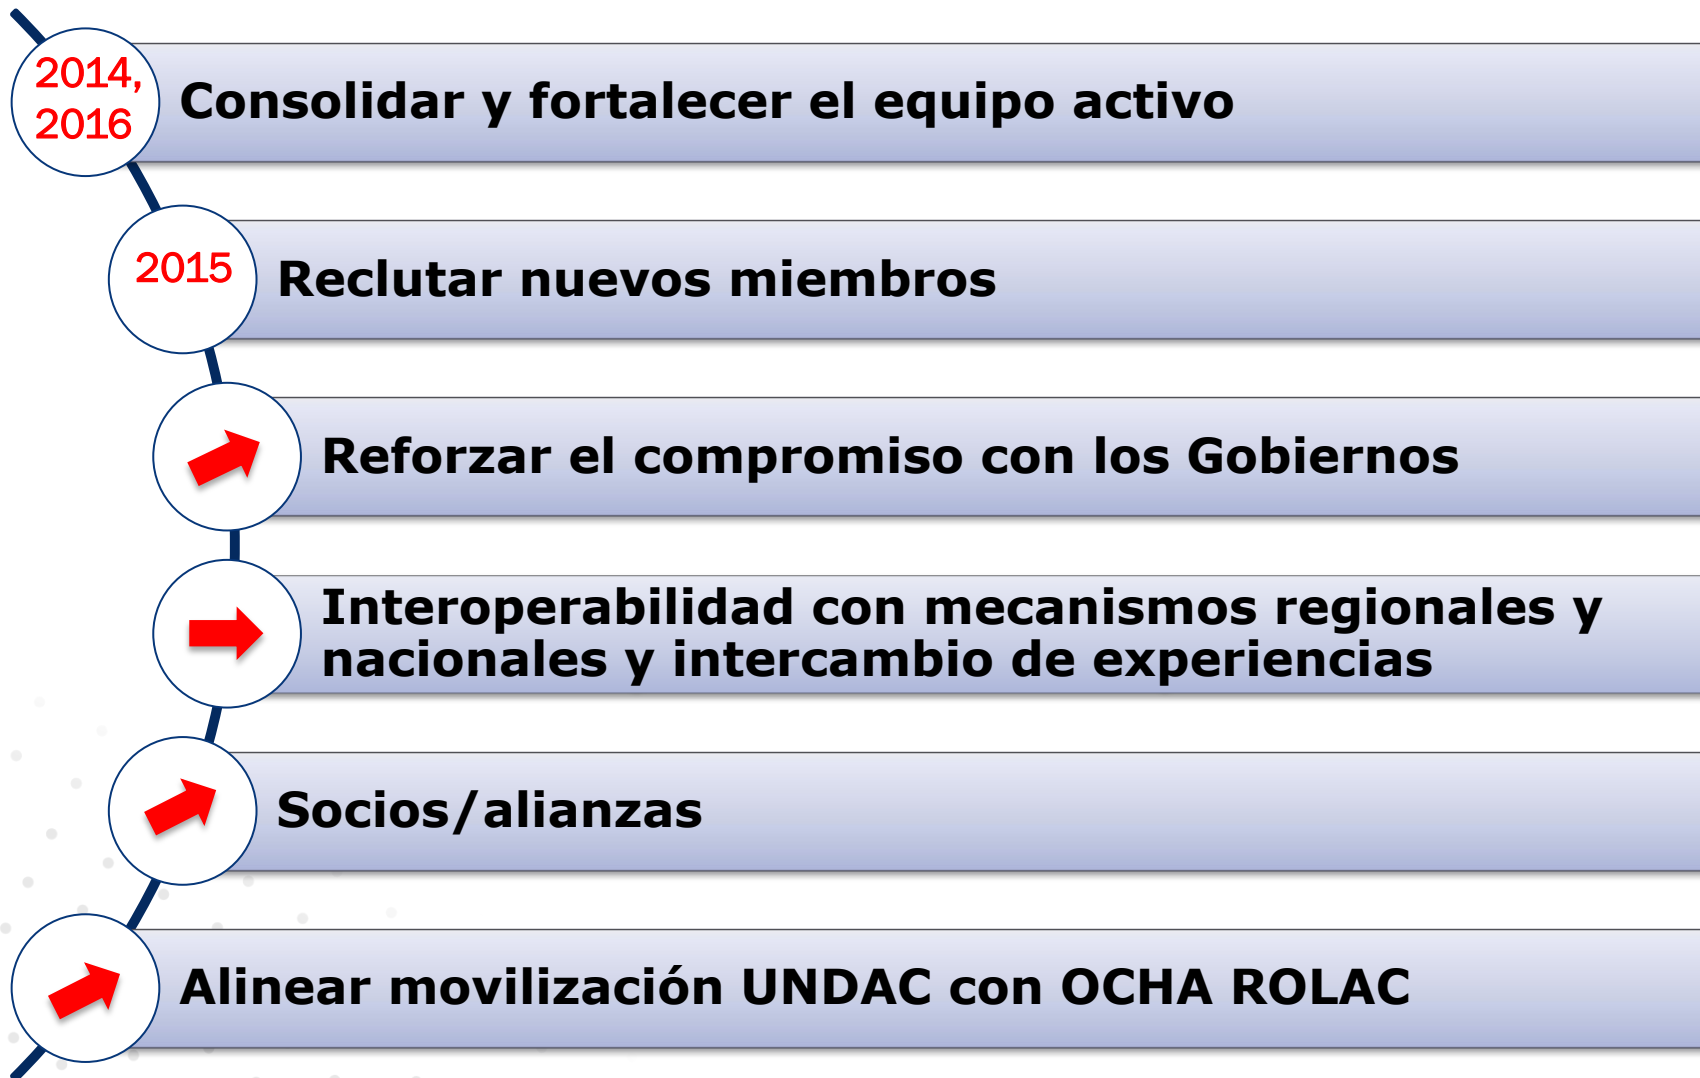 2014,
2016
Consolidar y fortalecer el equipo activo
2015
Reclutar nuevos miembros
Reforzar el compromiso con los Gobiernos
Interoperabilidad con mecanismos regionales y
nacionales y intercambio de experiencias
Socios/alianzas
Alinear movilización UNDAC con OCHA ROLAC